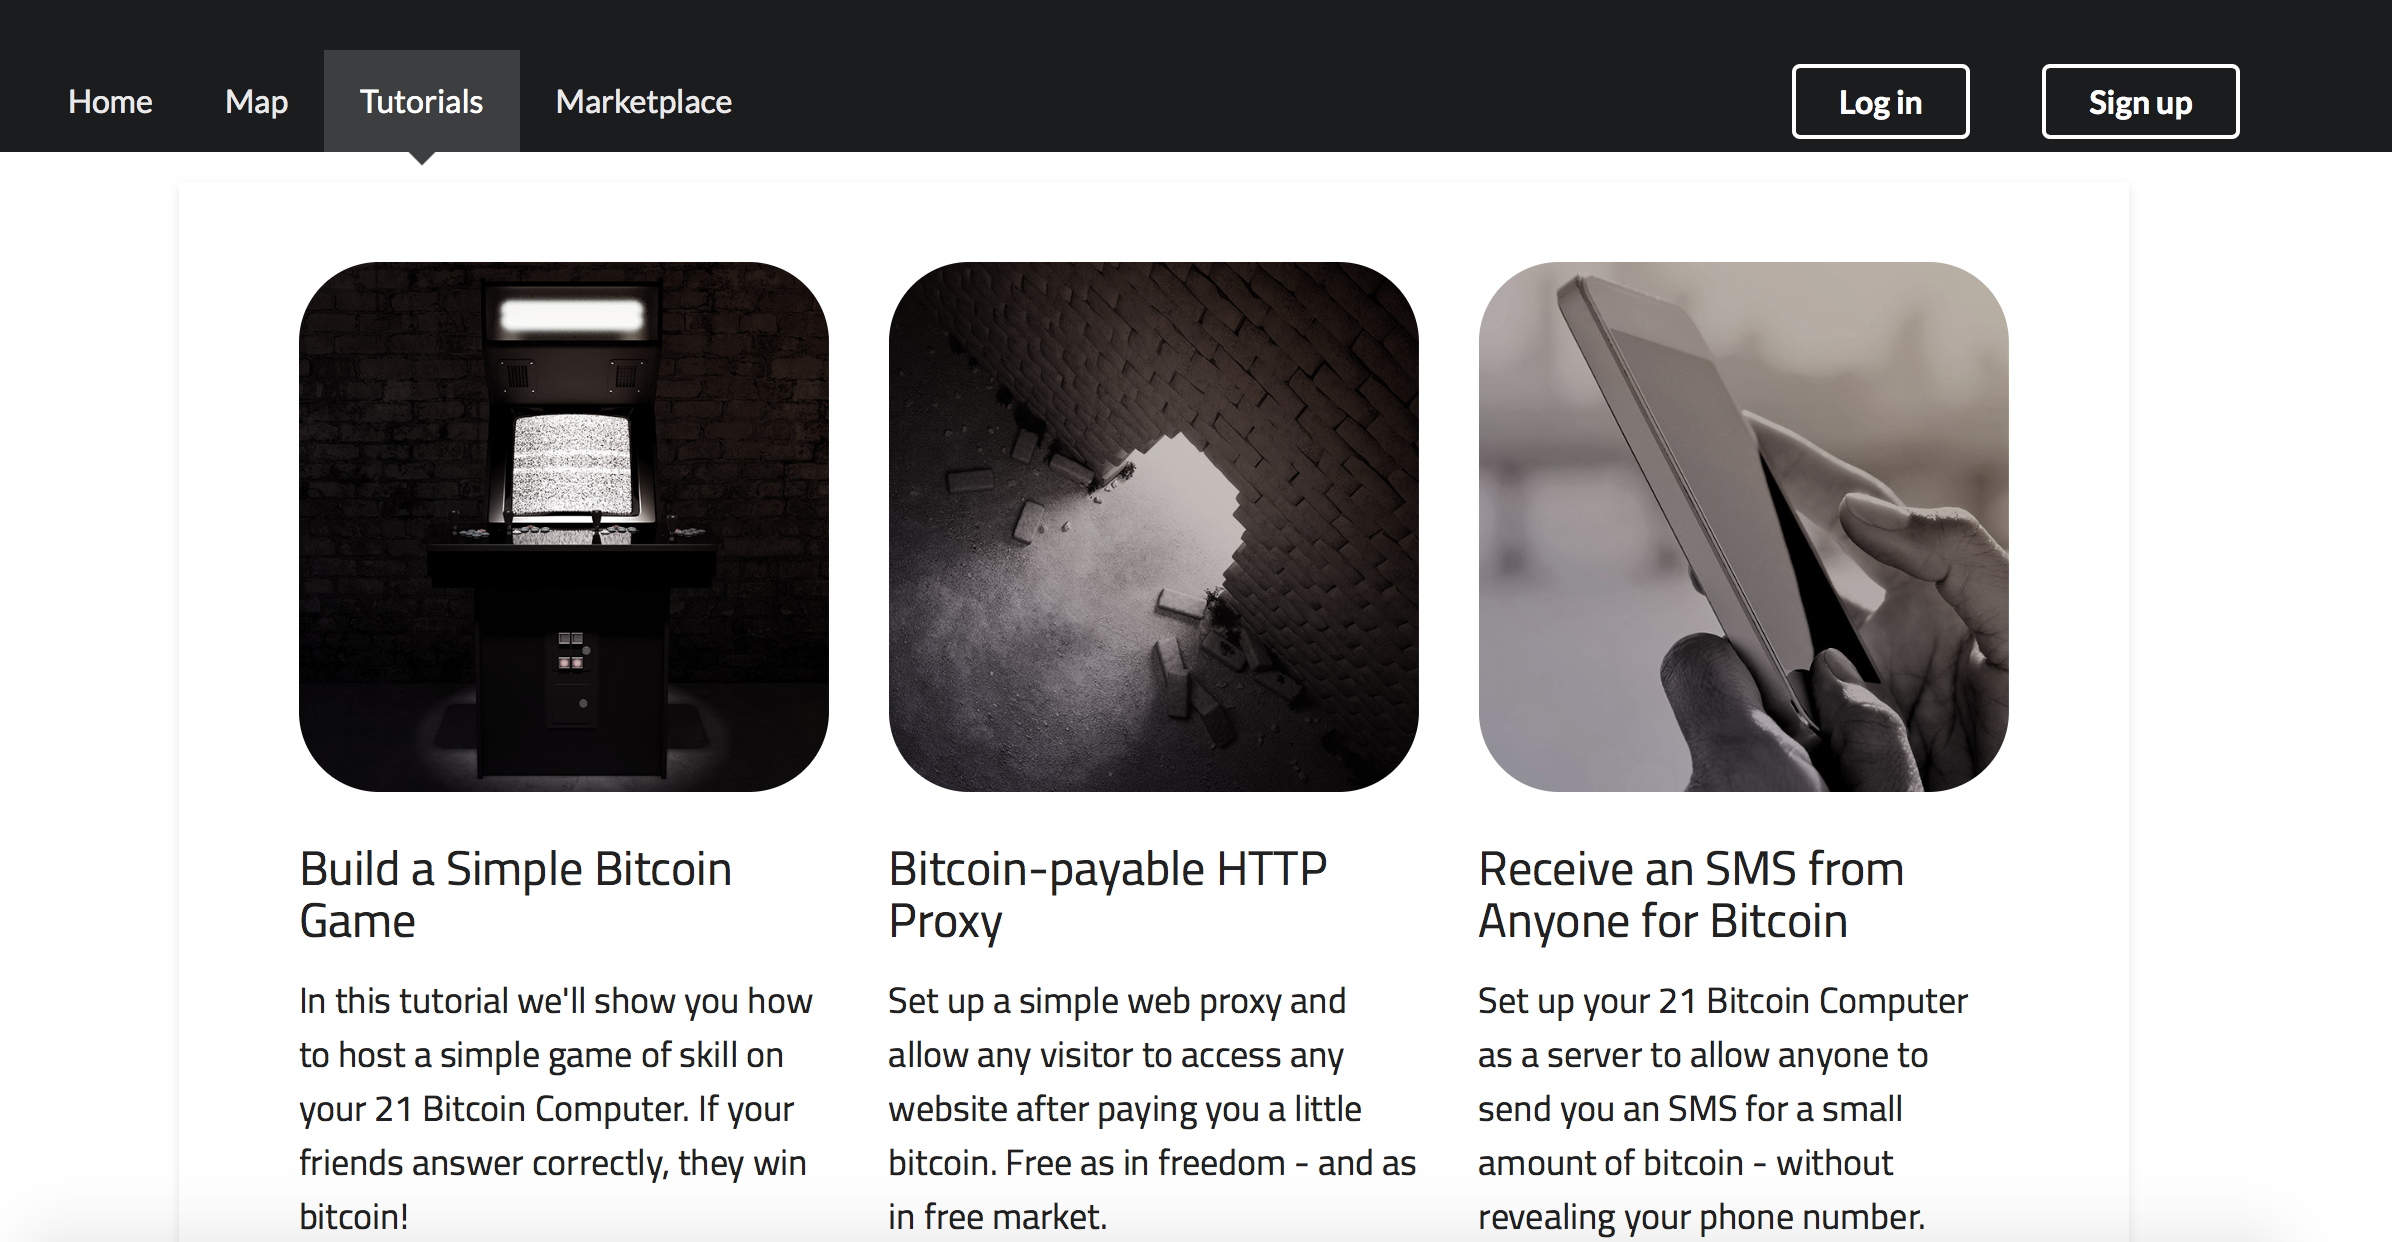 Home Map Tutorials Marketplace Log in Sign up
Build a Simple Bitcoin
Game
In this tutorial we'll show you how
to host a simple game of skill on
your 21 Bitcoin Computer. If your
friends answer correctly, they win
bitcoin!
Bitcoin-payable HTTP
Proxy
Set up a simple web proxy and
allow any visitor to access any
website after paying you a little
bitcoin. Free as in freedom - and as
in free market.
Receive an SMS from
Anyone for Bitcoin
Set up your 21 Bitcoin Computer
as a server to allow anyone to
send you an SMS for a small
amount of bitcoin - without
revealing your phone number.